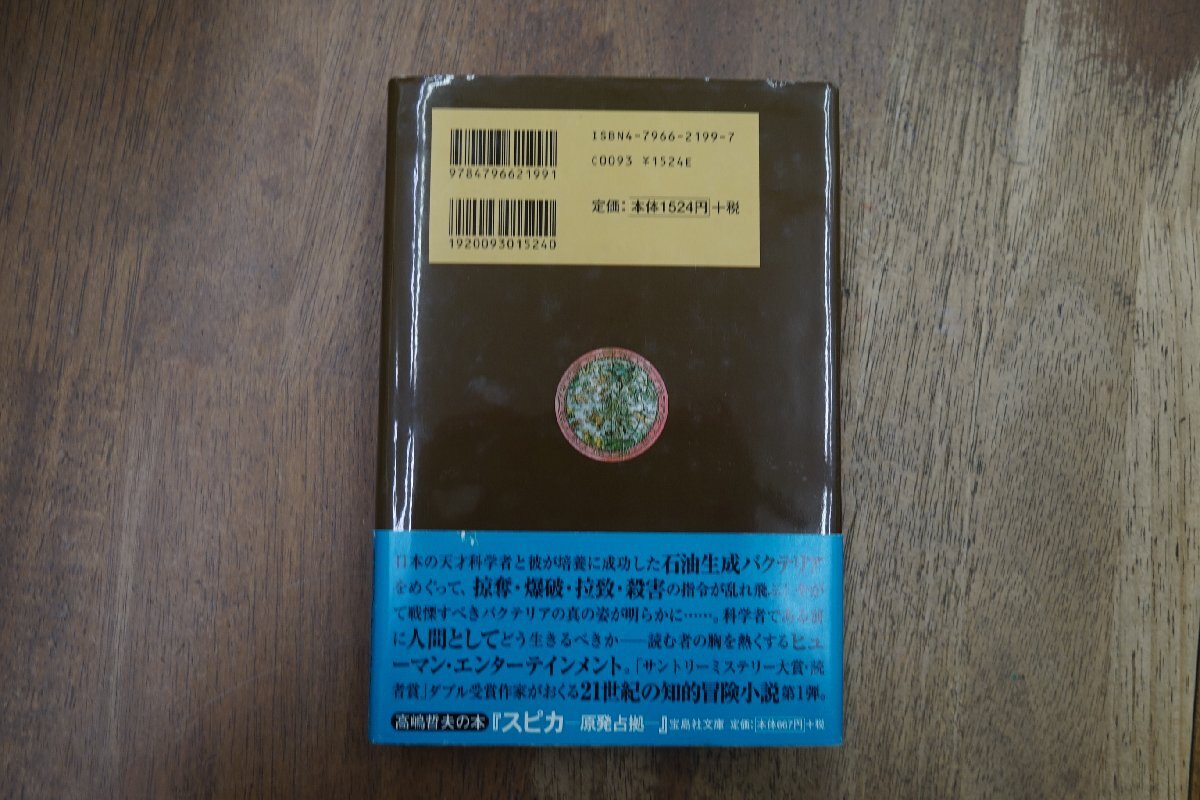 ISBN4-7966-2199-7
C0093 ¥1524E
定価:本体1524円+税
9784796621991
1920093015240
日本の天才科学者と彼が培養に成功した石油生成バクテリア
をめぐって、掠奪・爆破・拉致・殺害の指令が乱れ飛ぶ。やが
て戦慄すべきバクテリアの真の姿が明らかに……。科学者である前
に人間としてどう生きるべきか――読む者の胸を熱くするヒュ
ーマン・エンターテインメント。「サントリーミステリー大賞・読
者賞」ダブル受賞作家がおくる21世紀の知的冒険小説第1弾。
高嶋哲夫の本『スピカ―原発占拠―』宝島社文庫 定価:本体667円+税